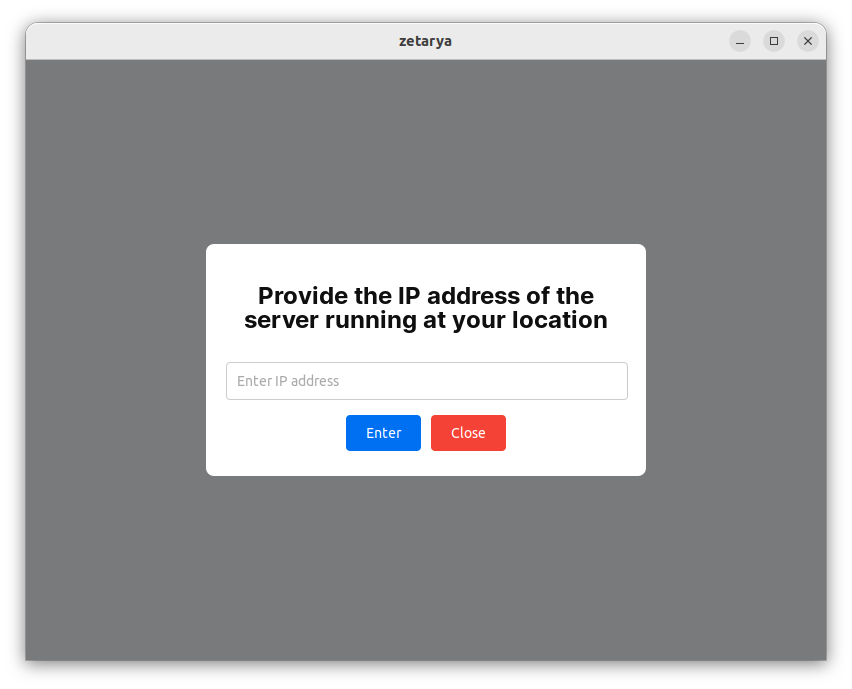 zetarya
Provide the IP address of the
server running at your location
Enter IP address
Enter
Close